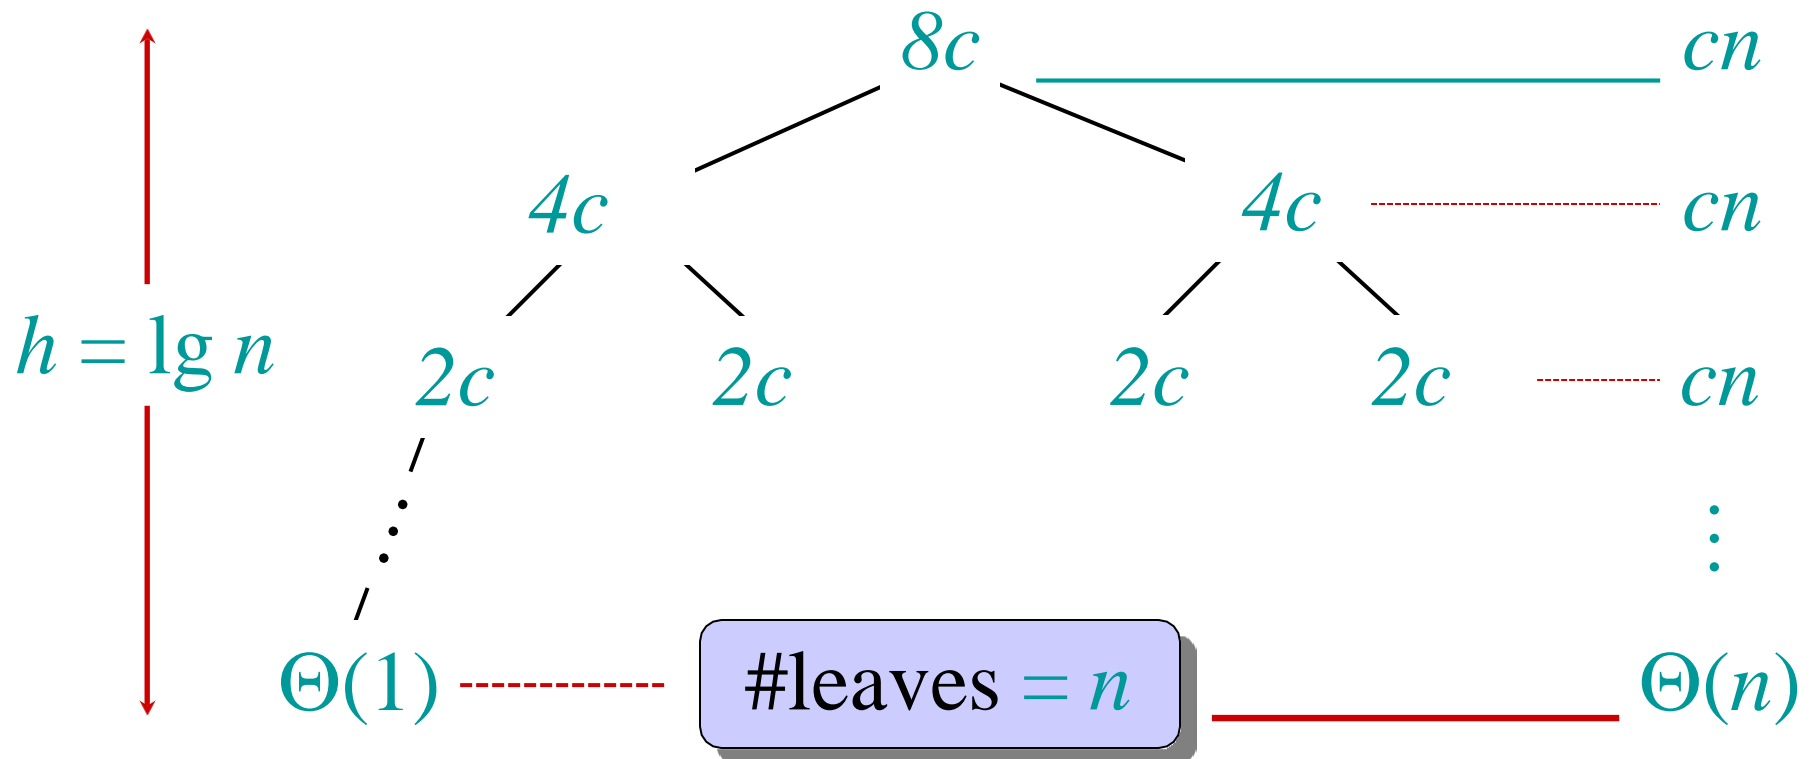 8c cn
4c 4c cn
h = lg n
2c 2c 2c 2c cn
Θ(1) #leaves = n Θ(n)